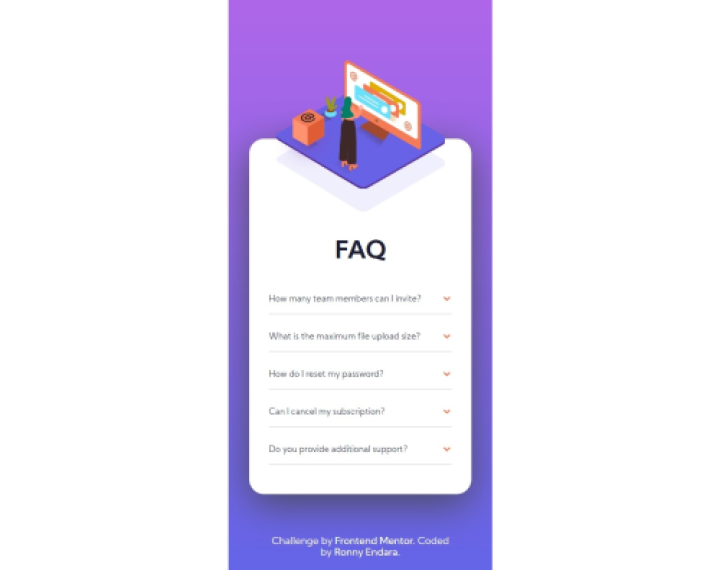 FAQ
How many team members can I invite?
What is the maximum file upload size?
How do I reset my password?
Can I cancel my subscription?
Do you provide additional support?
Challenge by Frontend Mentor. Coded
by Ronny Endara.